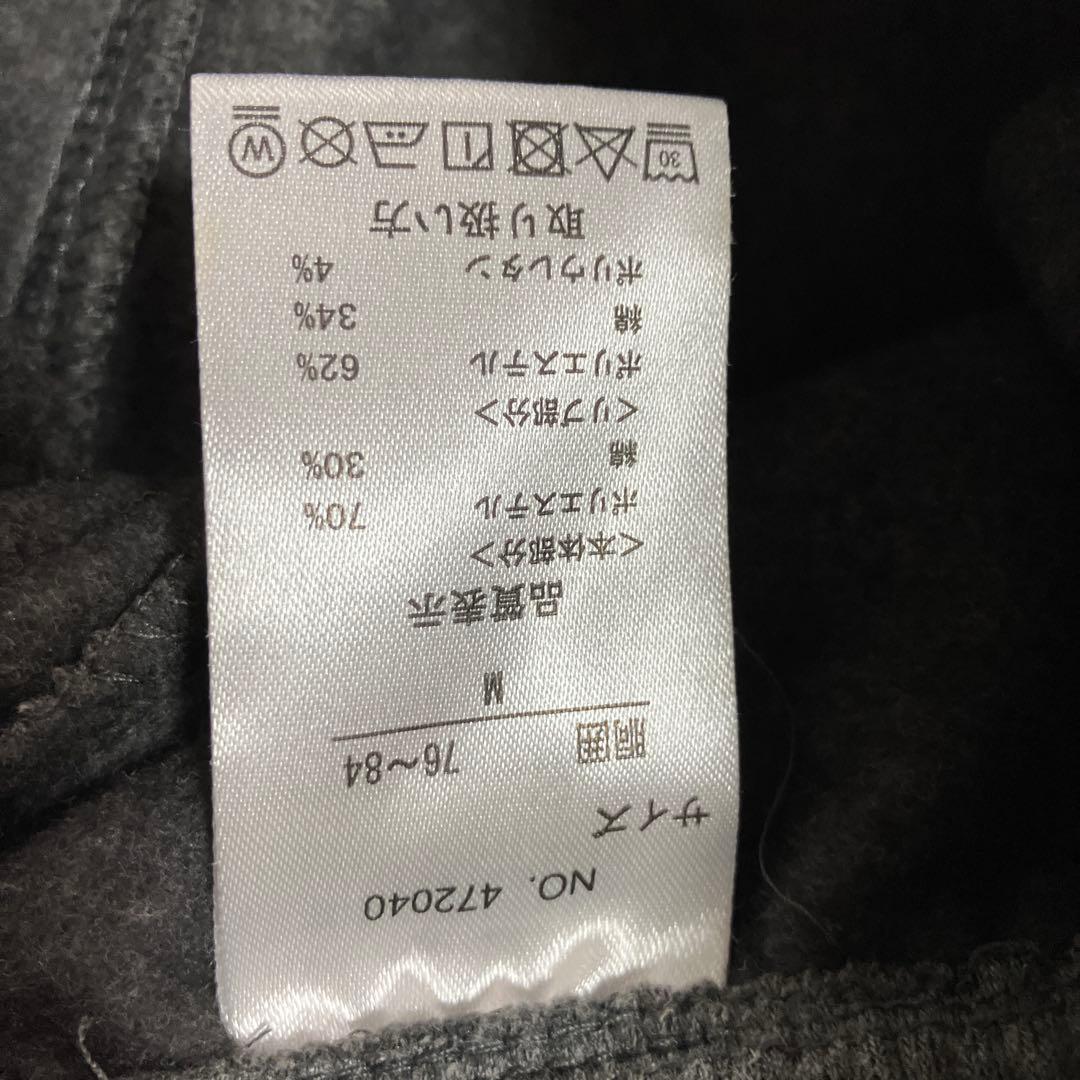 NO. 472040
サイズ
胴囲 76〜84
M
品質表示
<本体部分>
ポリエステル 70%
綿 30%
<リブ部分>
ポリエステル 62%
綿 34%
ポリウレタン 4%
取り扱い方
30 W